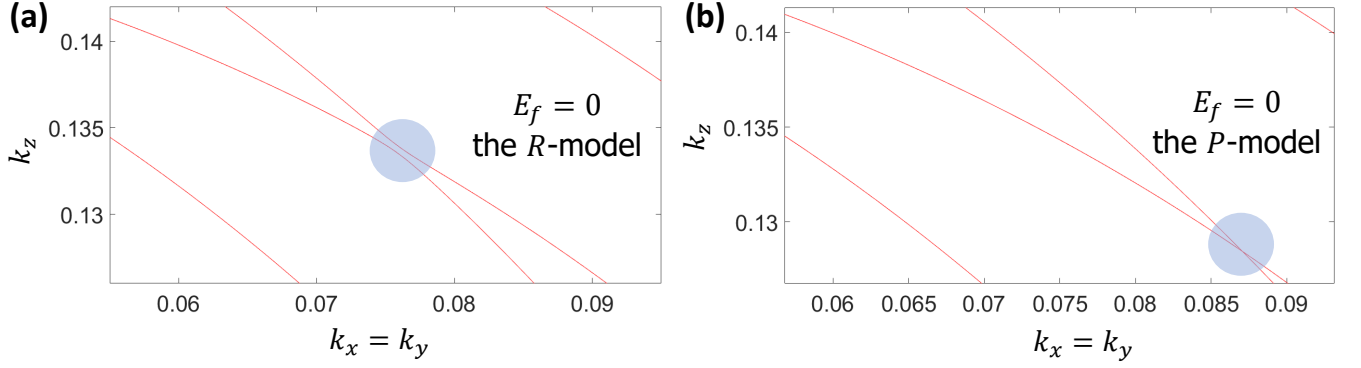 (a)
0.14
0.135
0.13
k_z
E_f = 0
the R-model
0.06
0.07
0.08
0.09
k_x = k_y
(b)
0.14
0.135
0.13
k_z
E_f = 0
the P-model
0.06
0.065
0.07
0.075
0.08
0.085
0.09
k_x = k_y